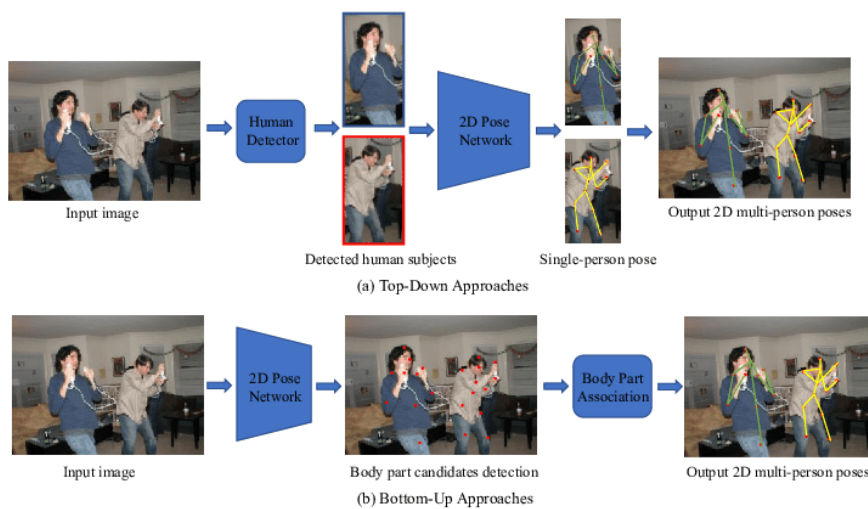 Input image
Human
Detector
Detected human subjects
2D Pose
Network
Single-person pose
Output 2D multi-person poses
(a) Top-Down Approaches
Input image
2D Pose
Network
Body part candidates detection
Body Part
Association
Output 2D multi-person poses
(b) Bottom-Up Approaches